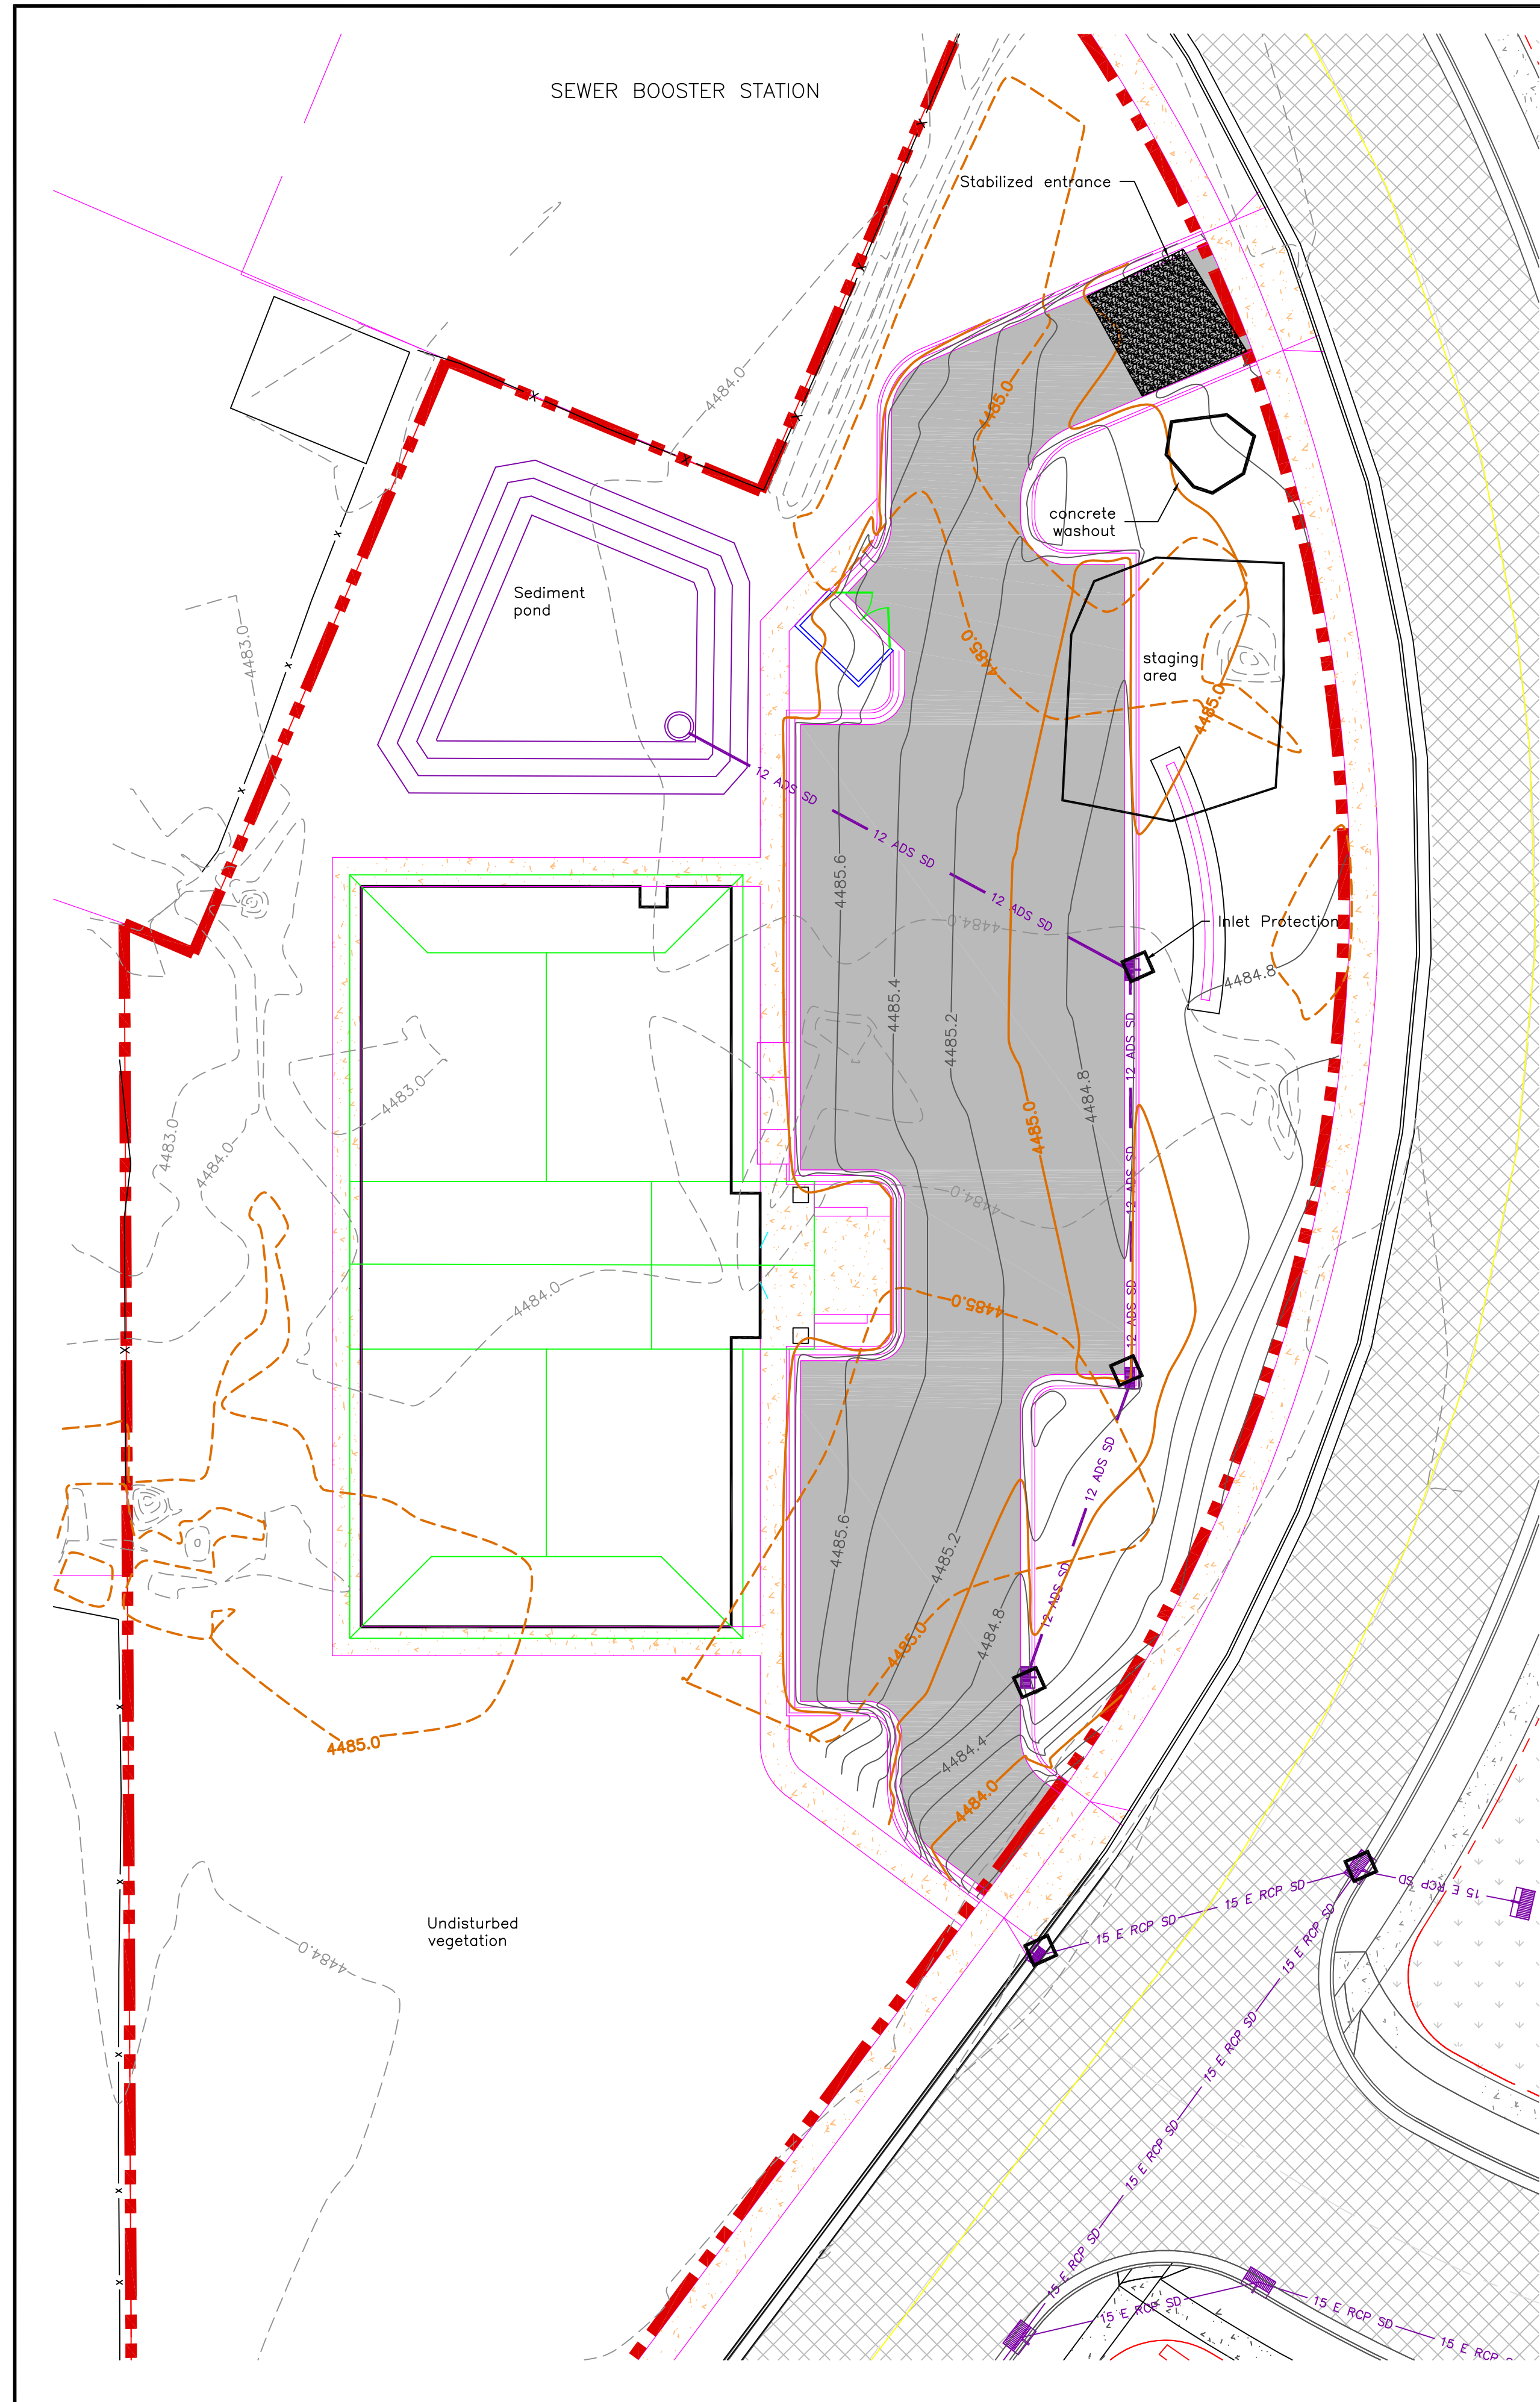 SEWER BOOSTER STATION
Stabilized entrance
4484.0
4485.0
concrete
washout
Sediment
pond
4483.0
4485.0
staging
area
4485.0
12 ADS SD
12 ADS SD
12 ADS SD
4485.6
Inlet Protection
4484.0
4484.8
4485.4
4485.2
12 ADS SD
4483.0
4484.8
4485.0
4483.0
4484.0
12 ADS SD
4484.0
4484.0
4485.0
12 ADS SD
12 ADS SD
4485.6
4485.2
12 ADS SD
4484.8
4485.0
4485.0
4484.4
4484.0
15 E RCP SD
15 E RCP SD
15 E RCP SD
Undisturbed
vegetation
4484.0
15 E RCP SD
15 E RCP SD
15 E RCP SD
15 E RCP SD
15 E RCP SD
15 E RCP SD
15 E RCP S